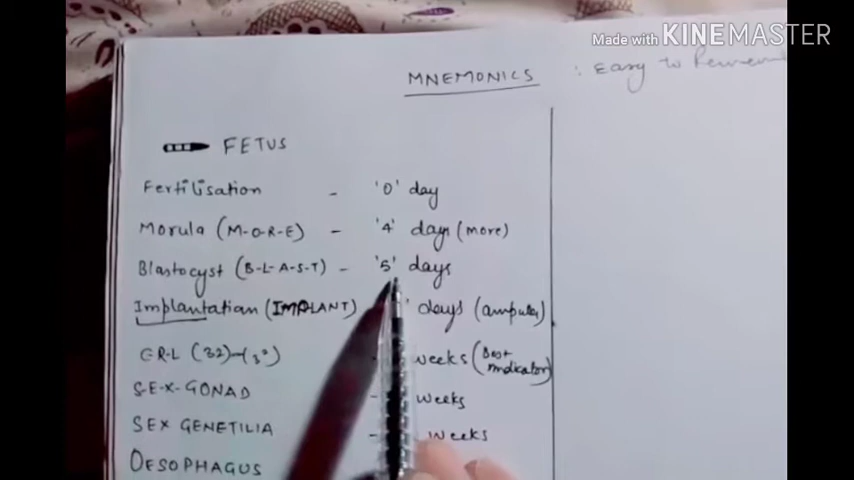 Made with KINEMASTER
MNEMONICS : Easy to
FETUS
Fertilisation - '0' day
Morula (M-O-R-E) - '4' days (more)
Blastocyst (B-L-A-S-T) - '5' days
Implantation (IMPLANT) ' days
C-R-L weeks (Best Indicator)
S-E-X-GONAD - weeks
SEX GENETILIA - weeks
OESOPHAGUS